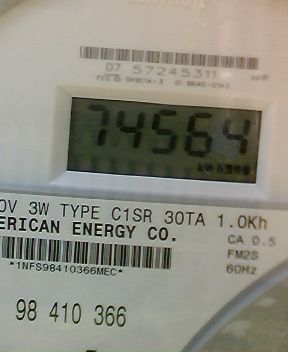 07 57245311
74564
0V 3W TYPE C1SR 30TA 1.0Kh
ERICAN ENERGY CO.
CA 0.5
FM2S
*1NFS98410366MEC*
60Hz
98 410 366